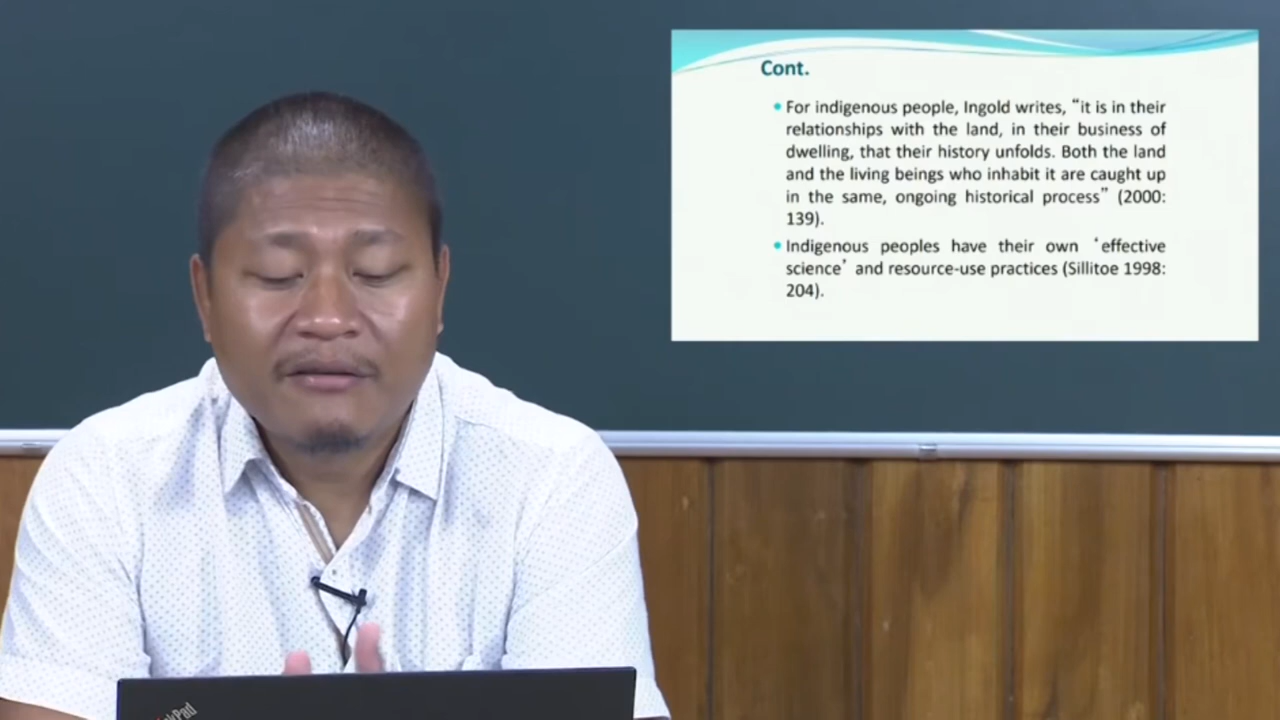 Cont.
For indigenous people, Ingold writes, “it is in their
relationships with the land, in their business of
dwelling, that their history unfolds. Both the land
and the living beings who inhabit it are caught up
in the same, ongoing historical process” (2000:
139).
Indigenous peoples have their own ‘effective
science’ and resource-use practices (Sillitoe 1998:
204).